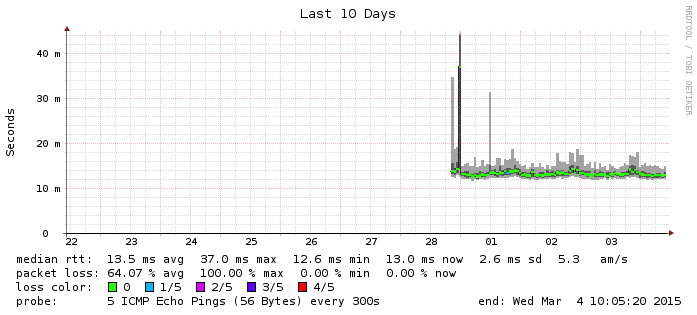 Last 10 Days
RRDTOOL / TOBI OETIKER
Seconds
40 m
30 m
20 m
10 m
0
22 23 24 25 26 27 28 01 02 03
median rtt: 13.5 ms avg 37.0 ms max 12.6 ms min 13.0 ms now 2.6 ms sd 5.3 am/s
packet loss: 64.07 % avg 100.00 % max 0.00 % min 0.00 % now
loss color: 0 1/5 2/5 3/5 4/5
probe: 5 ICMP Echo Pings (56 Bytes) every 300s end: Wed Mar 4 10:05:20 2015